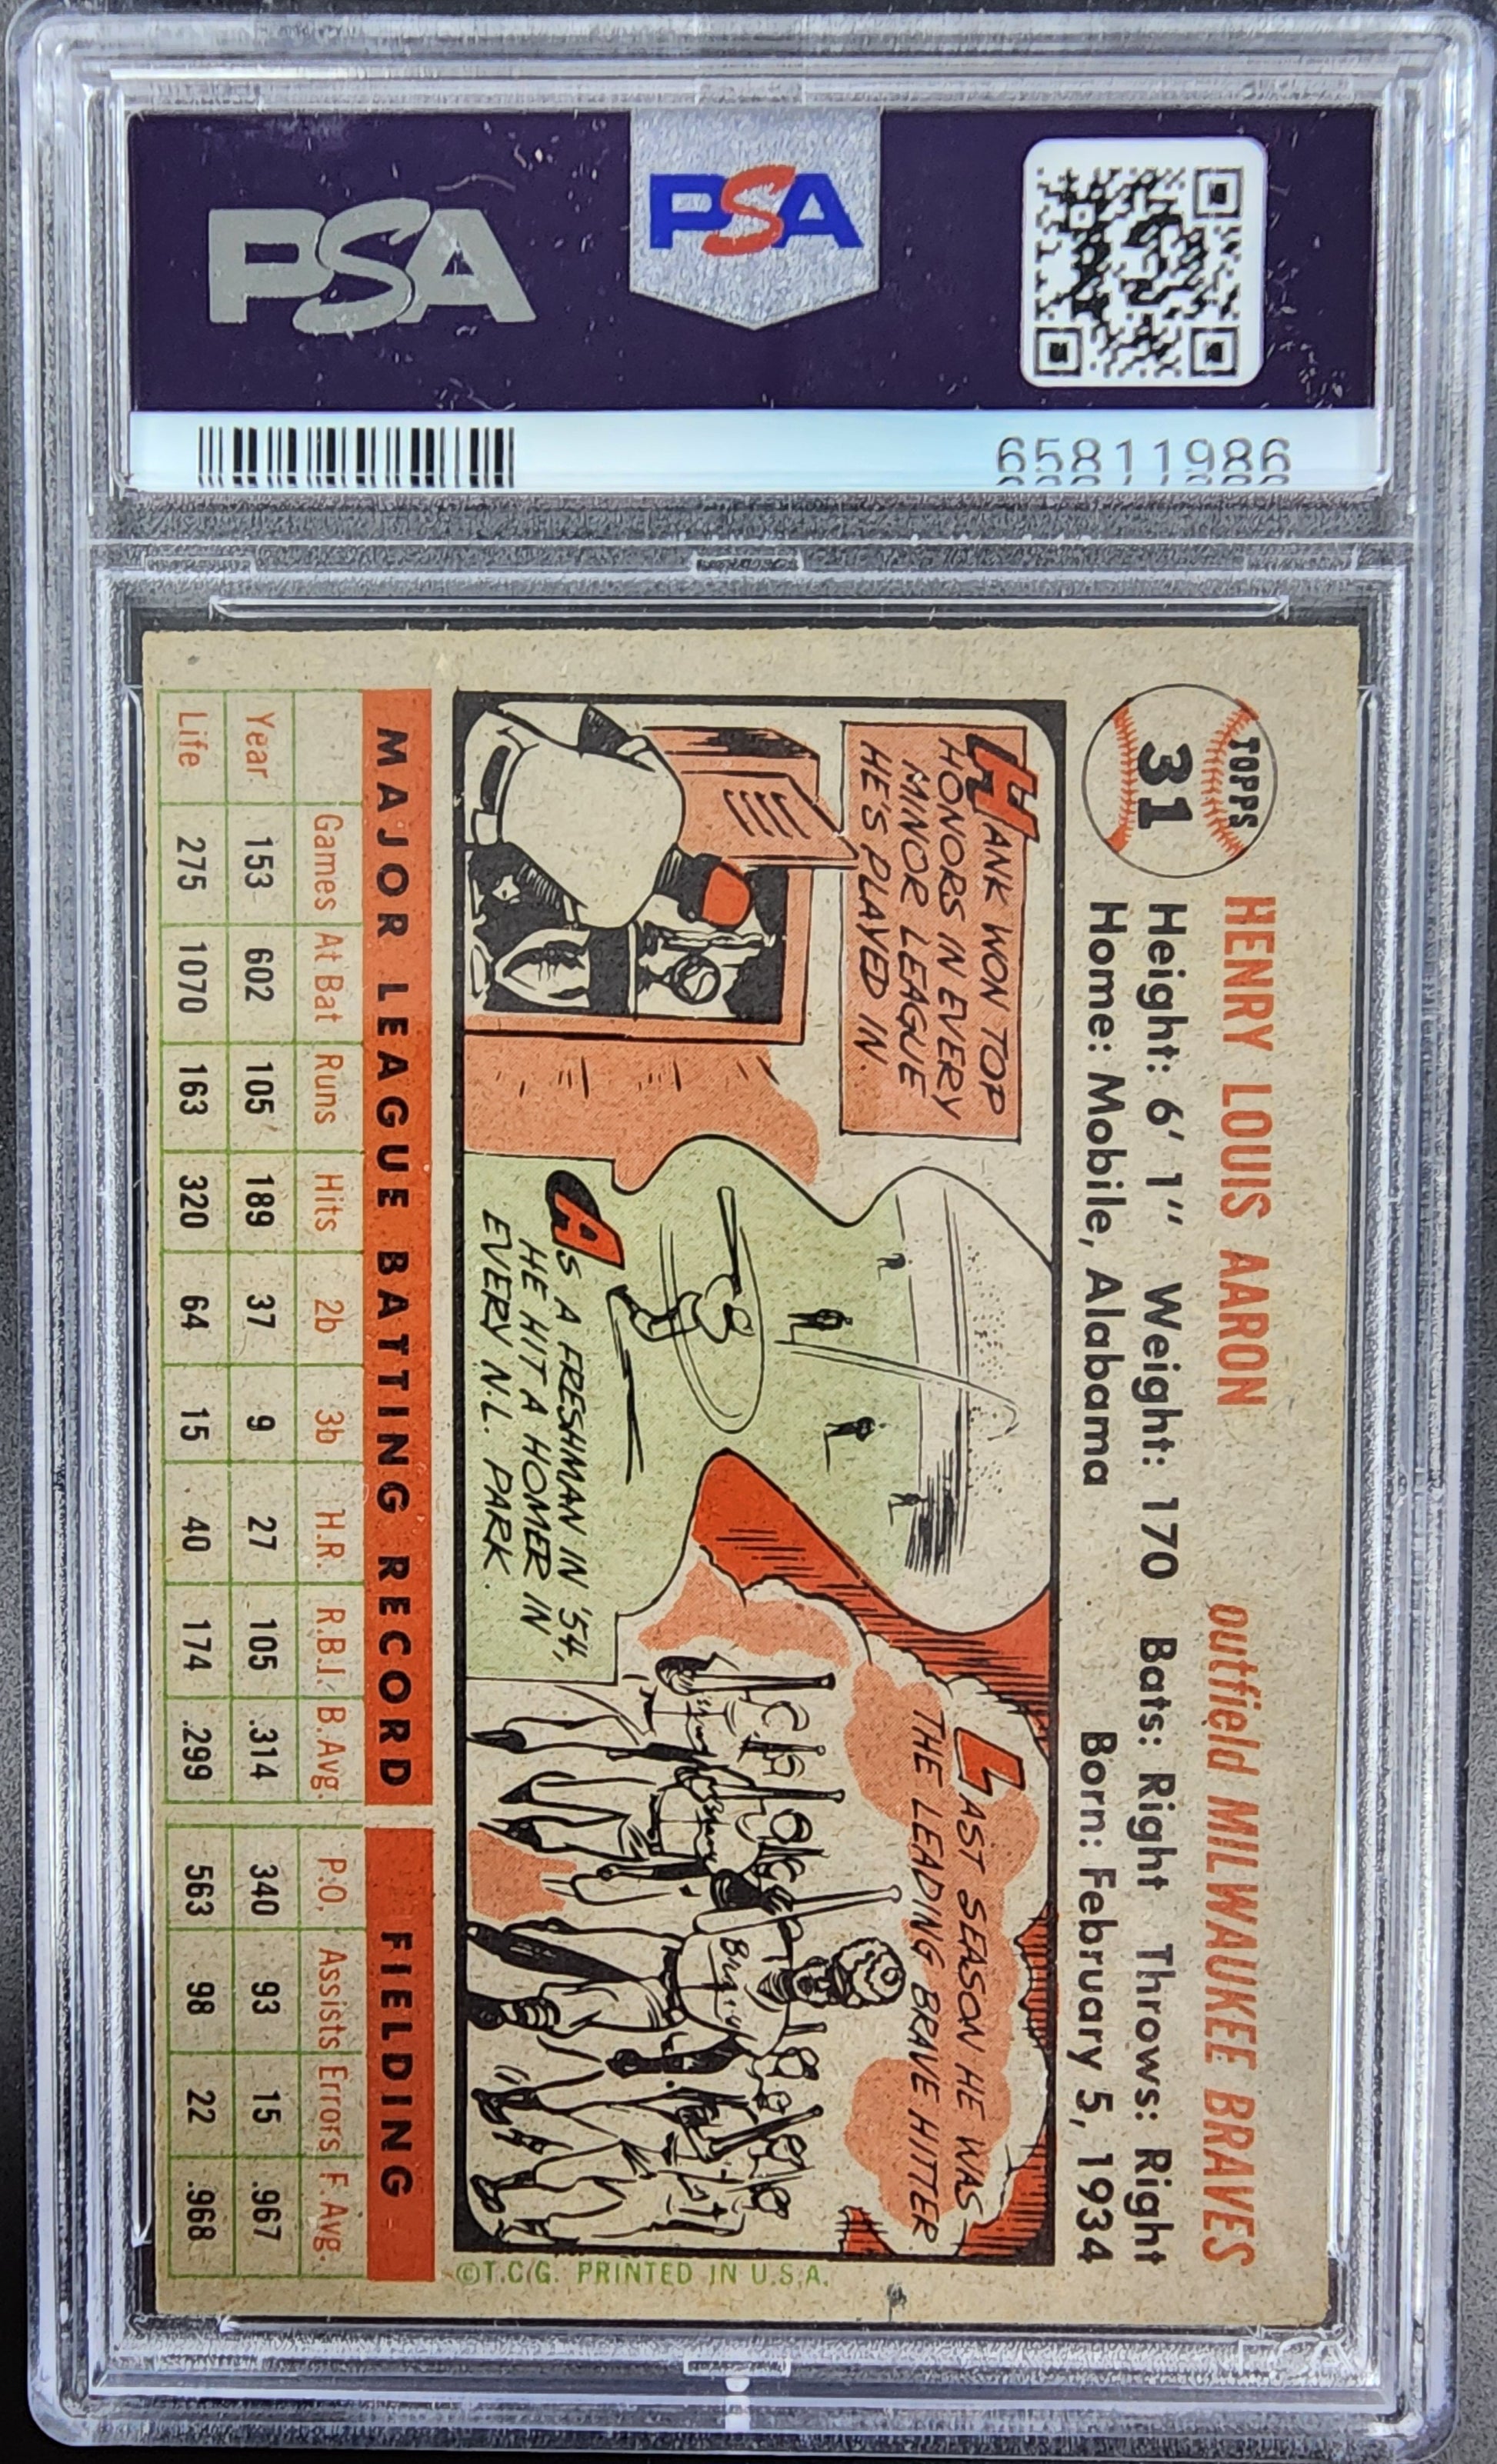 PSA
PSA
65811986
TOPPS
31
HENRY LOUIS AARON
outfield MILWAUKEE BRAVES
Height: 6' 1" Weight: 170 Bats: Right Throws: Right
Home: Mobile, Alabama Born: February 5, 1934
HANK WON TOP
HONORS IN EVERY
MINOR LEAGUE
HE'S PLAYED IN.
AS A FRESHMAN IN '54,
HE HIT A HOMER IN
EVERY N.L. PARK.
LAST SEASON HE WAS
THE LEADING BRAVE HITTER
MAJOR LEAGUE BATTING RECORD FIELDING
Games At Bat Runs Hits 2b 3b H.R. R.B.I. B.Avg. P.O. Assists Errors F. Avg.
Year 153 602 105 189 37 9 27 105 .314 340 93 15 .967
Life 275 1070 163 320 64 15 40 174 .299 563 98 22 .968
©T.C.G. PRINTED IN U.S.A.